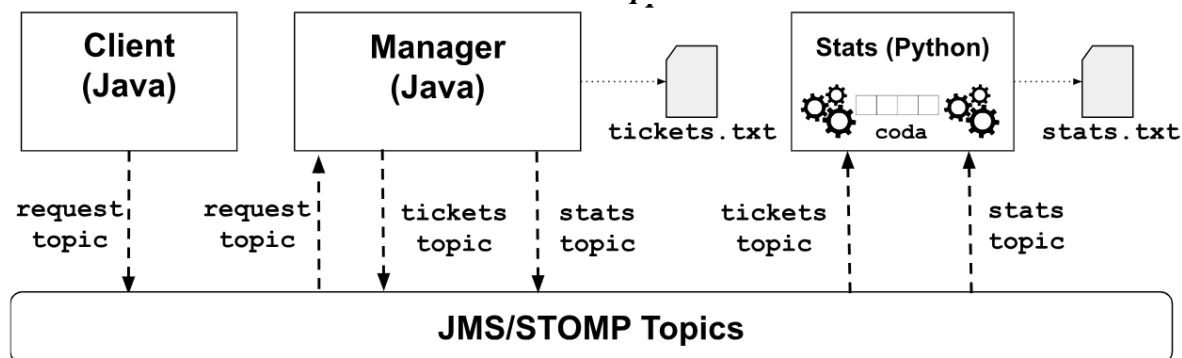 Client
(Java)
Manager
(Java)
tickets.txt
Stats (Python)
coda
stats.txt
request
topic
request
topic
tickets
topic
stats
topic
tickets
topic
stats
topic
JMS/STOMP Topics